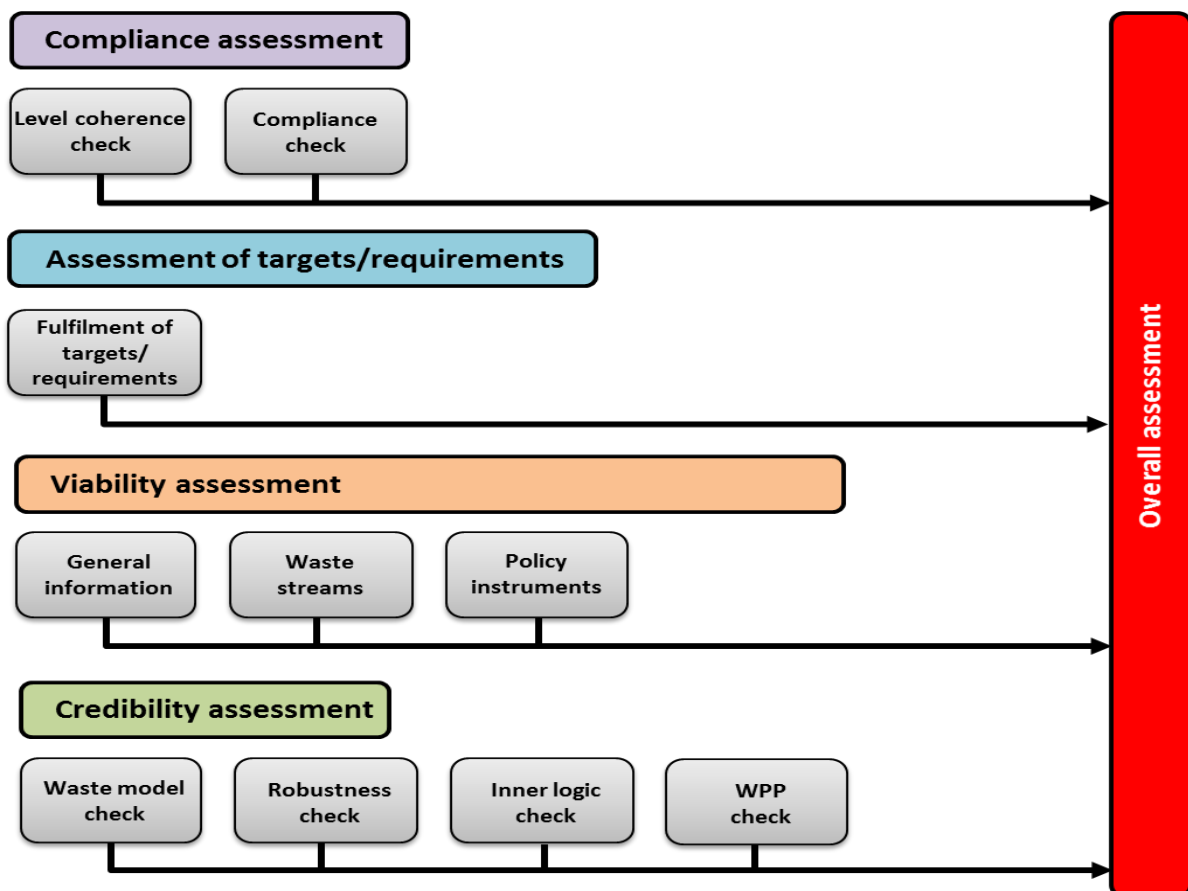 Compliance assessment
Level coherence
check
Compliance
check
Assessment of targets/requirements
Fulfilment of
targets/
requirements
Viability assessment
General
information
Waste
streams
Policy
instruments
Credibility assessment
Waste model
check
Robustness
check
Inner logic
check
WPP
check
Overall assessment